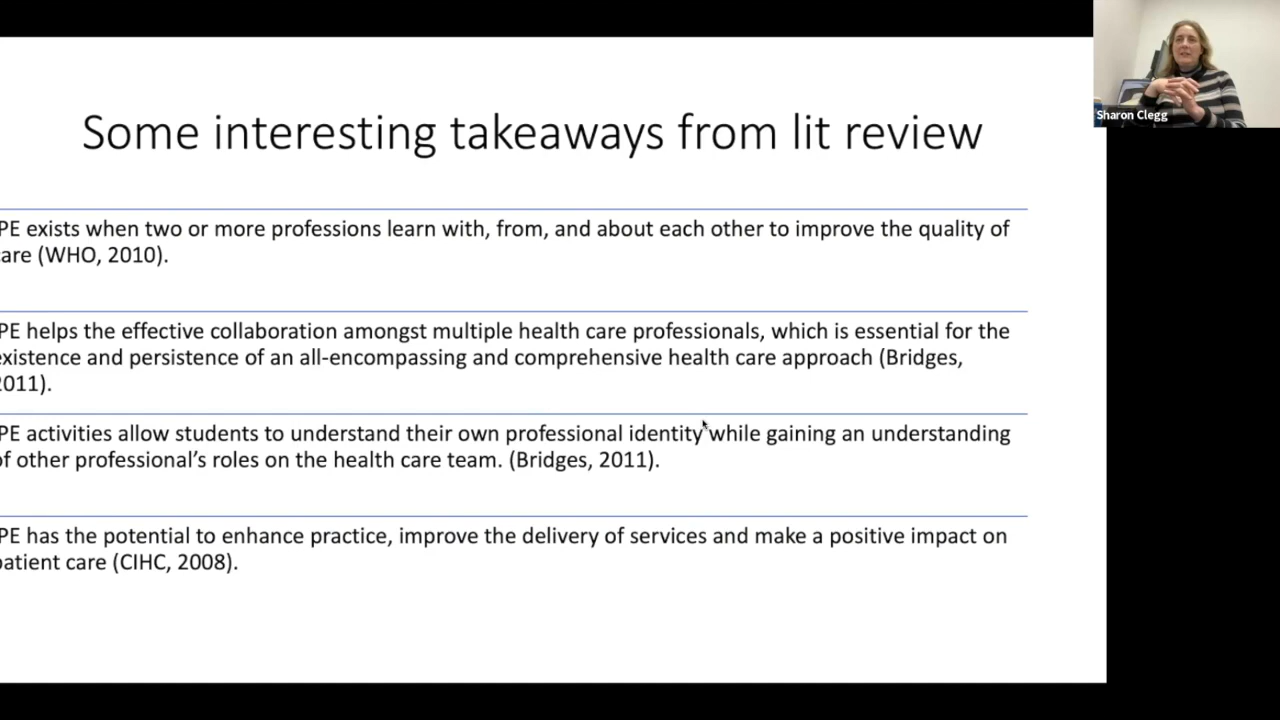 Sharon Clegg
Some interesting takeaways from lit review
PE exists when two or more professions learn with, from, and about each other to improve the quality of
are (WHO, 2010).
PE helps the effective collaboration amongst multiple health care professionals, which is essential for the
existence and persistence of an all-encompassing and comprehensive health care approach (Bridges,
2011).
PE activities allow students to understand their own professional identity while gaining an understanding
of other professional's roles on the health care team. (Bridges, 2011).
PE has the potential to enhance practice, improve the delivery of services and make a positive impact on
patient care (CIHC, 2008).